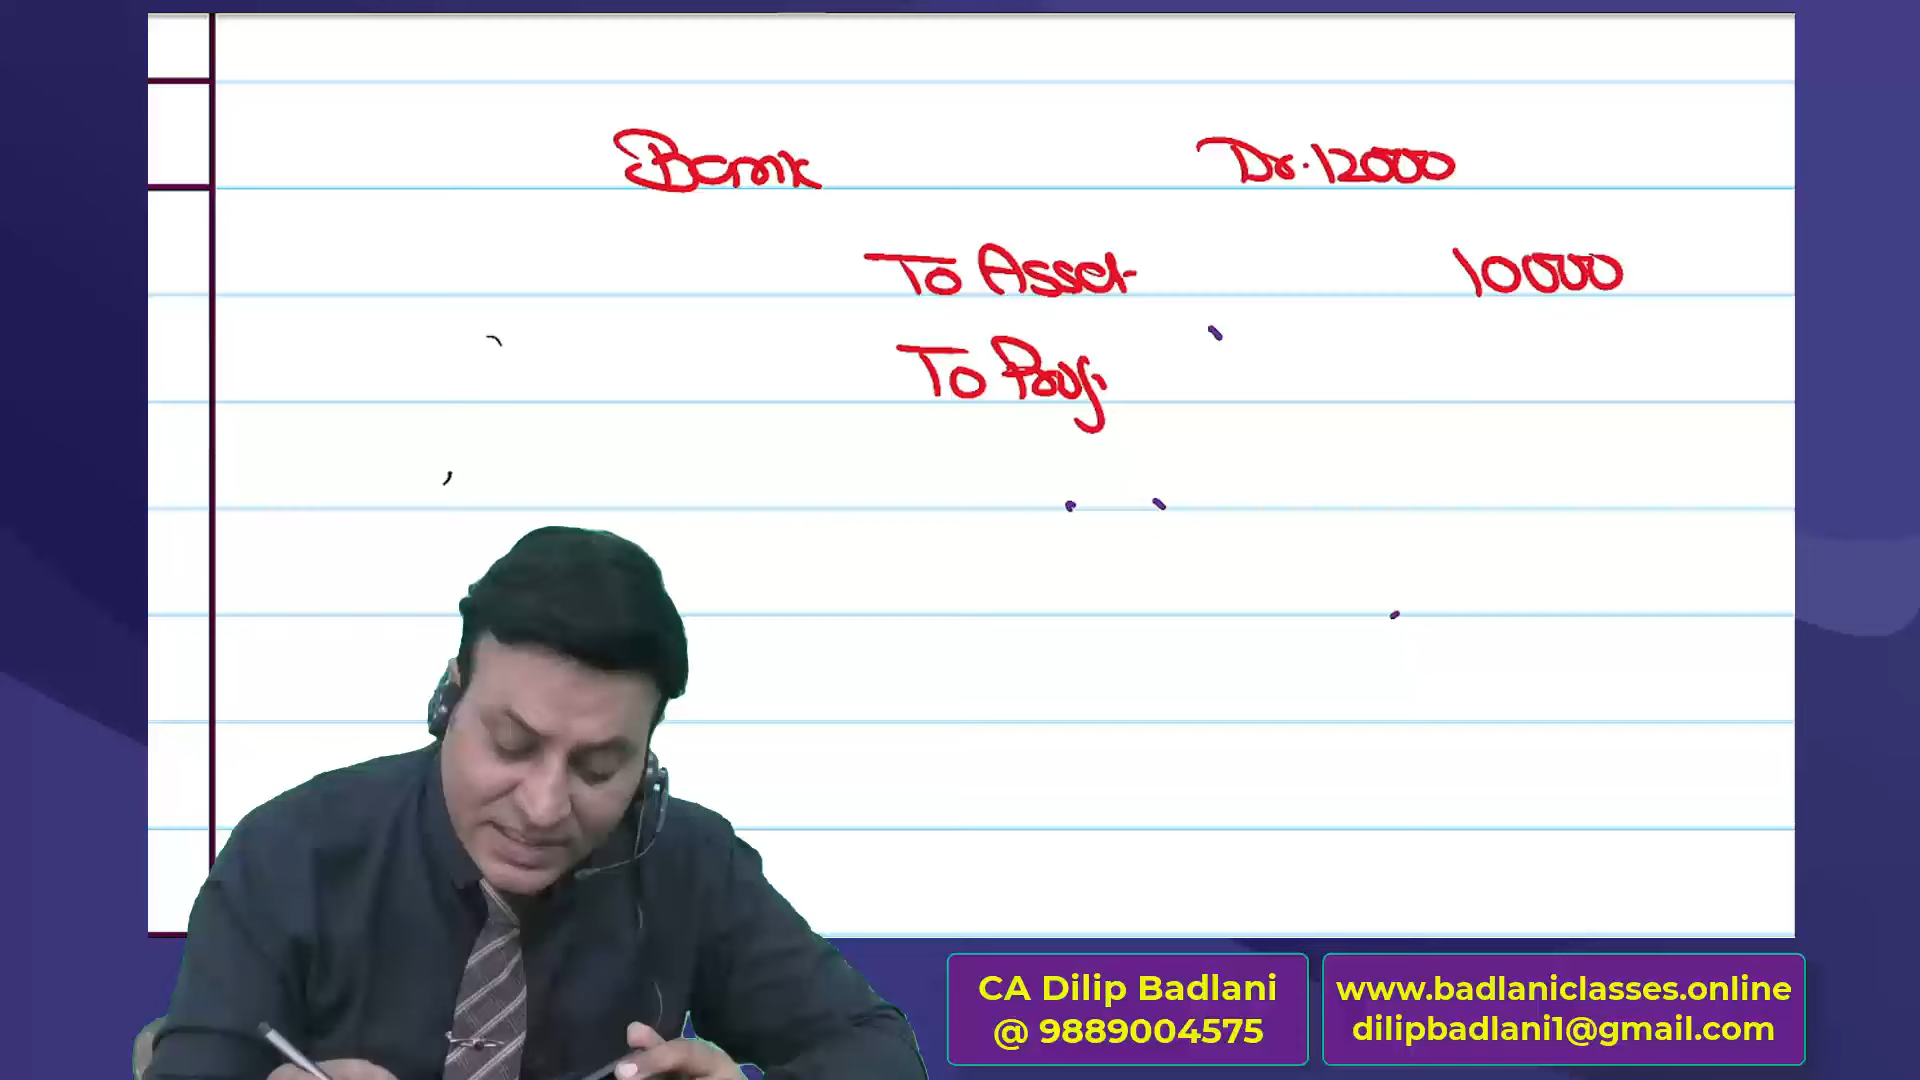 Bank Dr. 12000
To Asset 10000
To Prof.
CA Dilip Badlani
@ 9889004575
www.badlaniclasses.online
dilipbadlani1@gmail.com